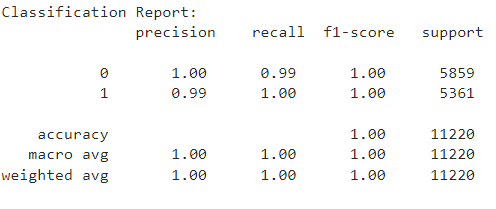 Classification Report:
precision recall f1-score support
0 1.00 0.99 1.00 5859
1 0.99 1.00 1.00 5361
accuracy 1.00 11220
macro avg 1.00 1.00 1.00 11220
weighted avg 1.00 1.00 1.00 11220